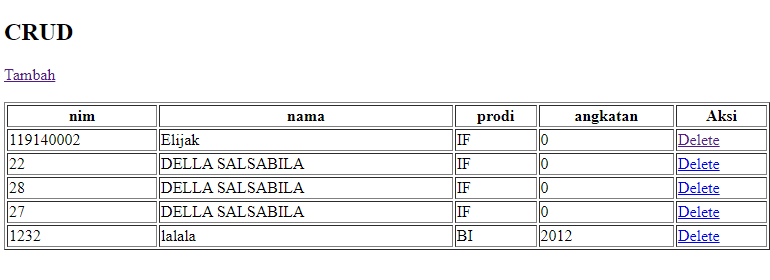 CRUD
Tambah
nim nama prodi angkatan Aksi
119140002 Elijak IF 0 Delete
22 DELLA SALSABILA IF 0 Delete
28 DELLA SALSABILA IF 0 Delete
27 DELLA SALSABILA IF 0 Delete
1232 lalala BI 2012 Delete